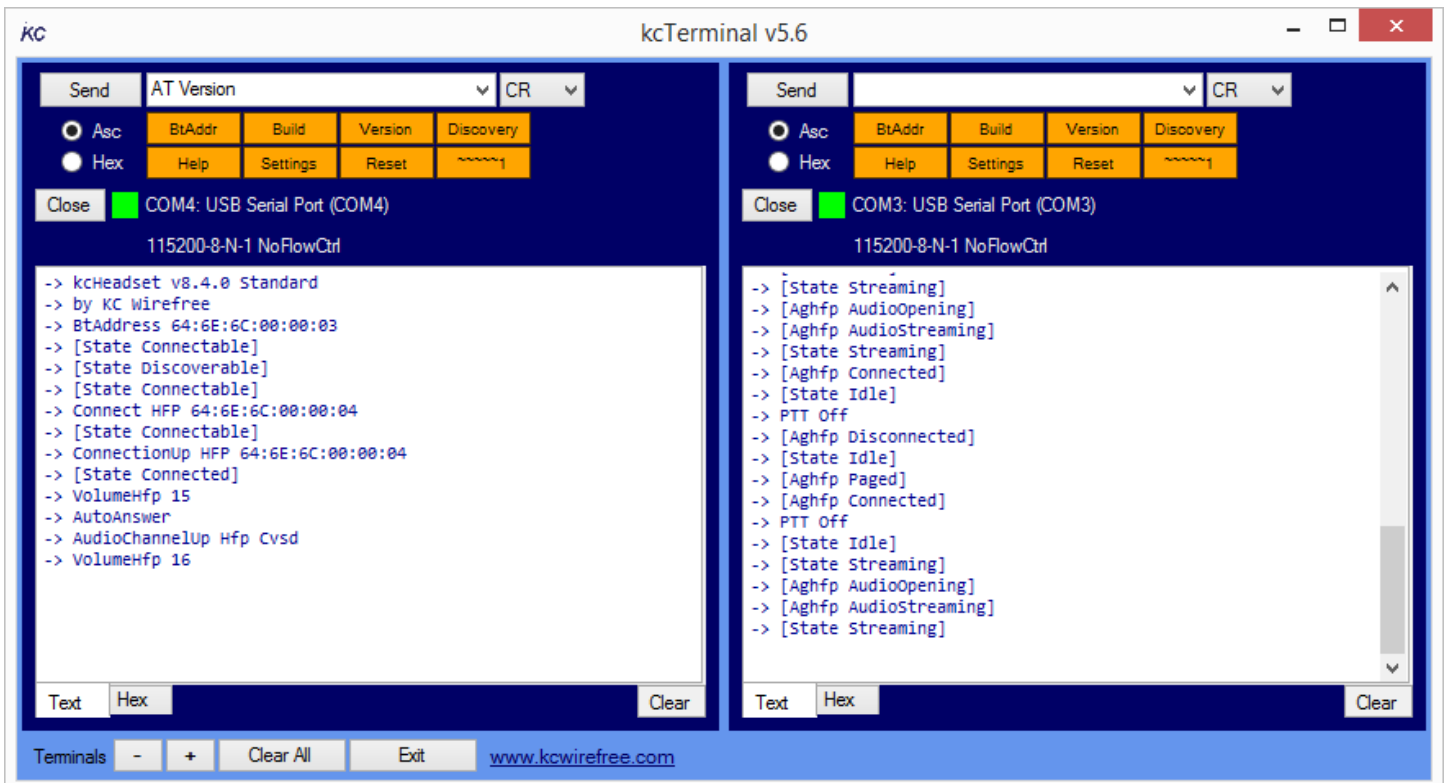 KC
kcTerminal v5.6
Send AT Version CR
Asc BtAddr Build Version Discovery
Hex Help Settings Reset ~~~~~1
Close COM4: USB Serial Port (COM4)
115200-8-N-1 NoFlowCtrl
-> kcHeadset v8.4.0 Standard
-> by KC Wirefree
-> BtAddress 64:6E:6C:00:00:03
-> [State Connectable]
-> [State Discoverable]
-> [State Connectable]
-> Connect HFP 64:6E:6C:00:00:04
-> [State Connectable]
-> ConnectionUp HFP 64:6E:6C:00:00:04
-> [State Connected]
-> VolumeHfp 15
-> AutoAnswer
-> AudioChannelUp Hfp Cvsd
-> VolumeHfp 16
Text Hex Clear
Send CR
Asc BtAddr Build Version Discovery
Hex Help Settings Reset ~~~~~1
Close COM3: USB Serial Port (COM3)
115200-8-N-1 NoFlowCtrl
-> [State Streaming]
-> [Aghfp AudioOpening]
-> [Aghfp AudioStreaming]
-> [State Streaming]
-> [Aghfp Connected]
-> [State Idle]
-> PTT Off
-> [Aghfp Disconnected]
-> [State Idle]
-> [Aghfp Paged]
-> [Aghfp Connected]
-> PTT Off
-> [State Idle]
-> [State Streaming]
-> [Aghfp AudioOpening]
-> [Aghfp AudioStreaming]
-> [State Streaming]
Text Hex Clear
Terminals - + Clear All Exit www.kcwirefree.com